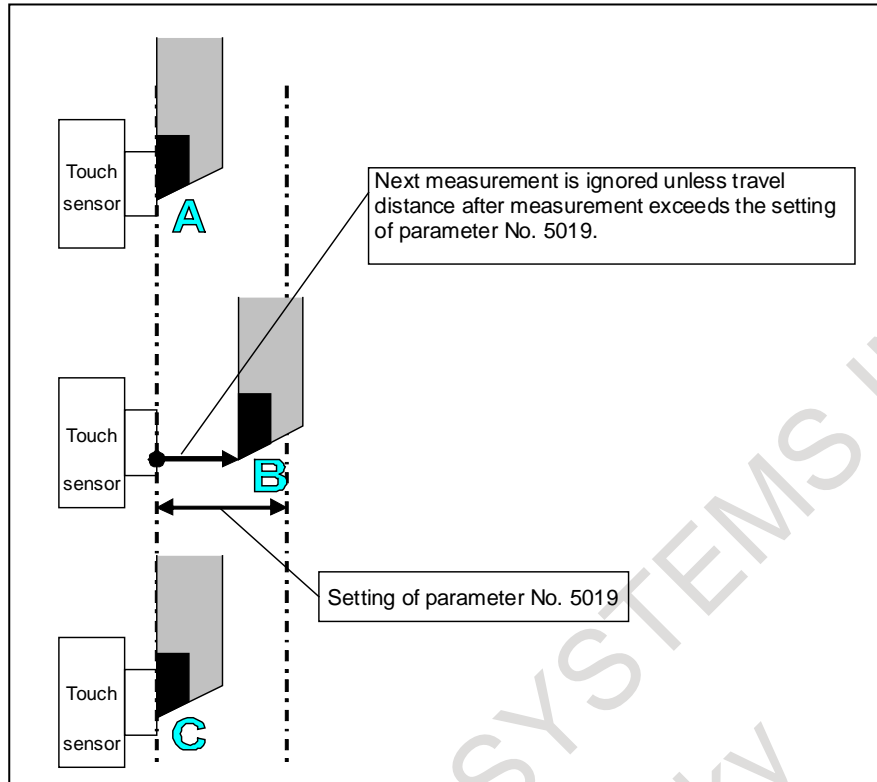 Touch
sensor
A
Next measurement is ignored unless travel
distance after measurement exceeds the setting
of parameter No. 5019.
Touch
sensor
B
Setting of parameter No. 5019
Touch
sensor
C
SYSTEMS